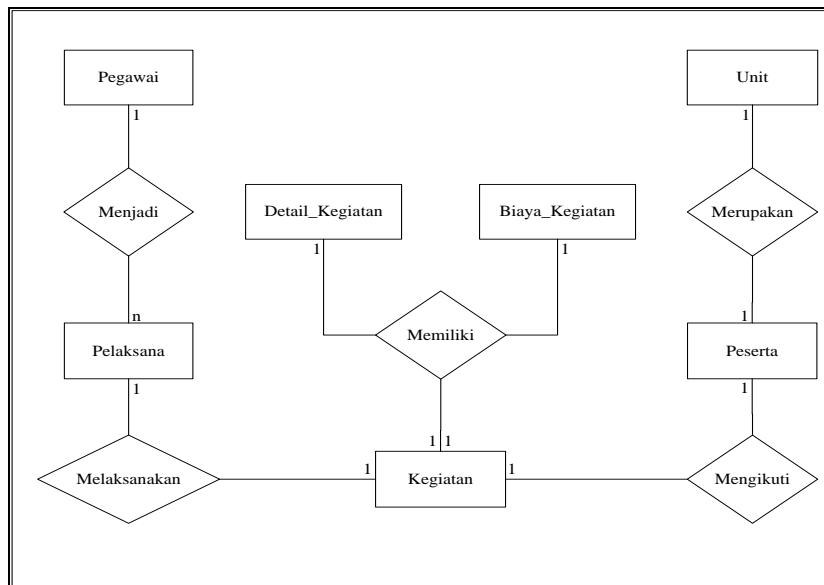 Pegawai
Unit
1
1
Menjadi
Detail_Kegiatan
Biaya_Kegiatan
Merupakan
1
1
n
Memiliki
1
Pelaksana
Peserta
1
1
1
1
Melaksanakan
1
Kegiatan
1
Mengikuti